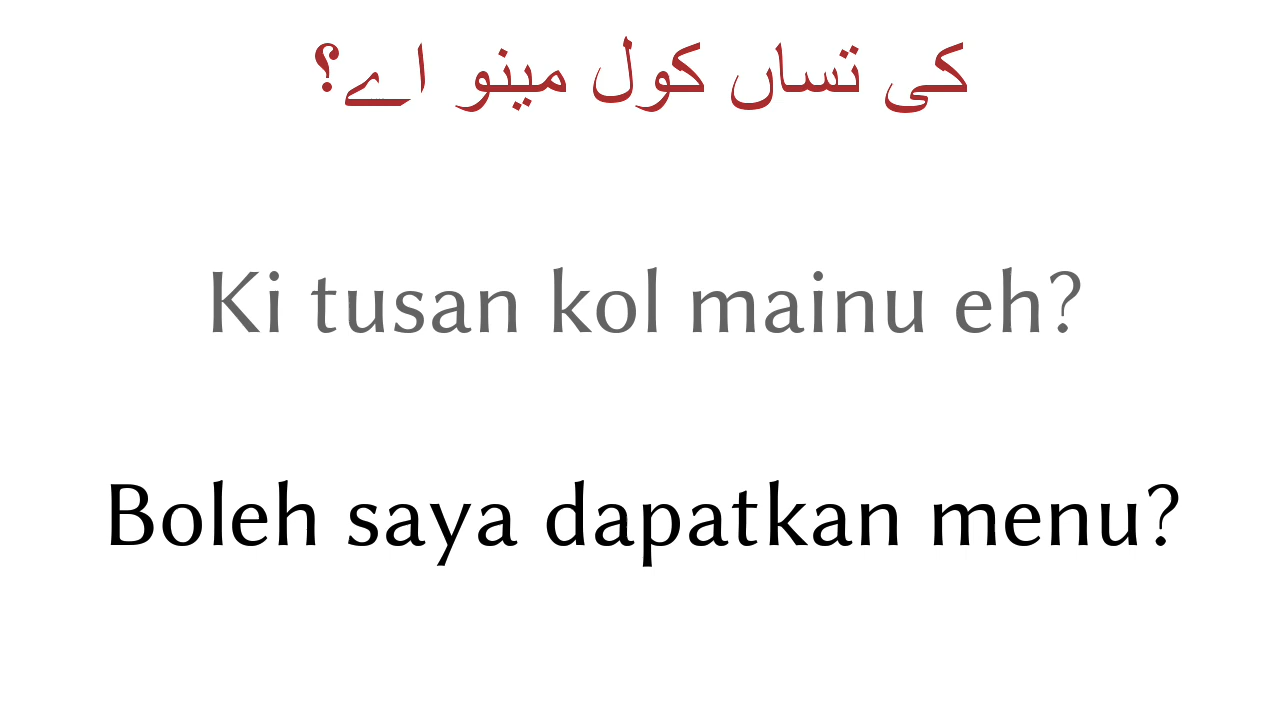 کی تساں کول مینو اے؟
Ki tusan kol mainu eh?
Boleh saya dapatkan menu?